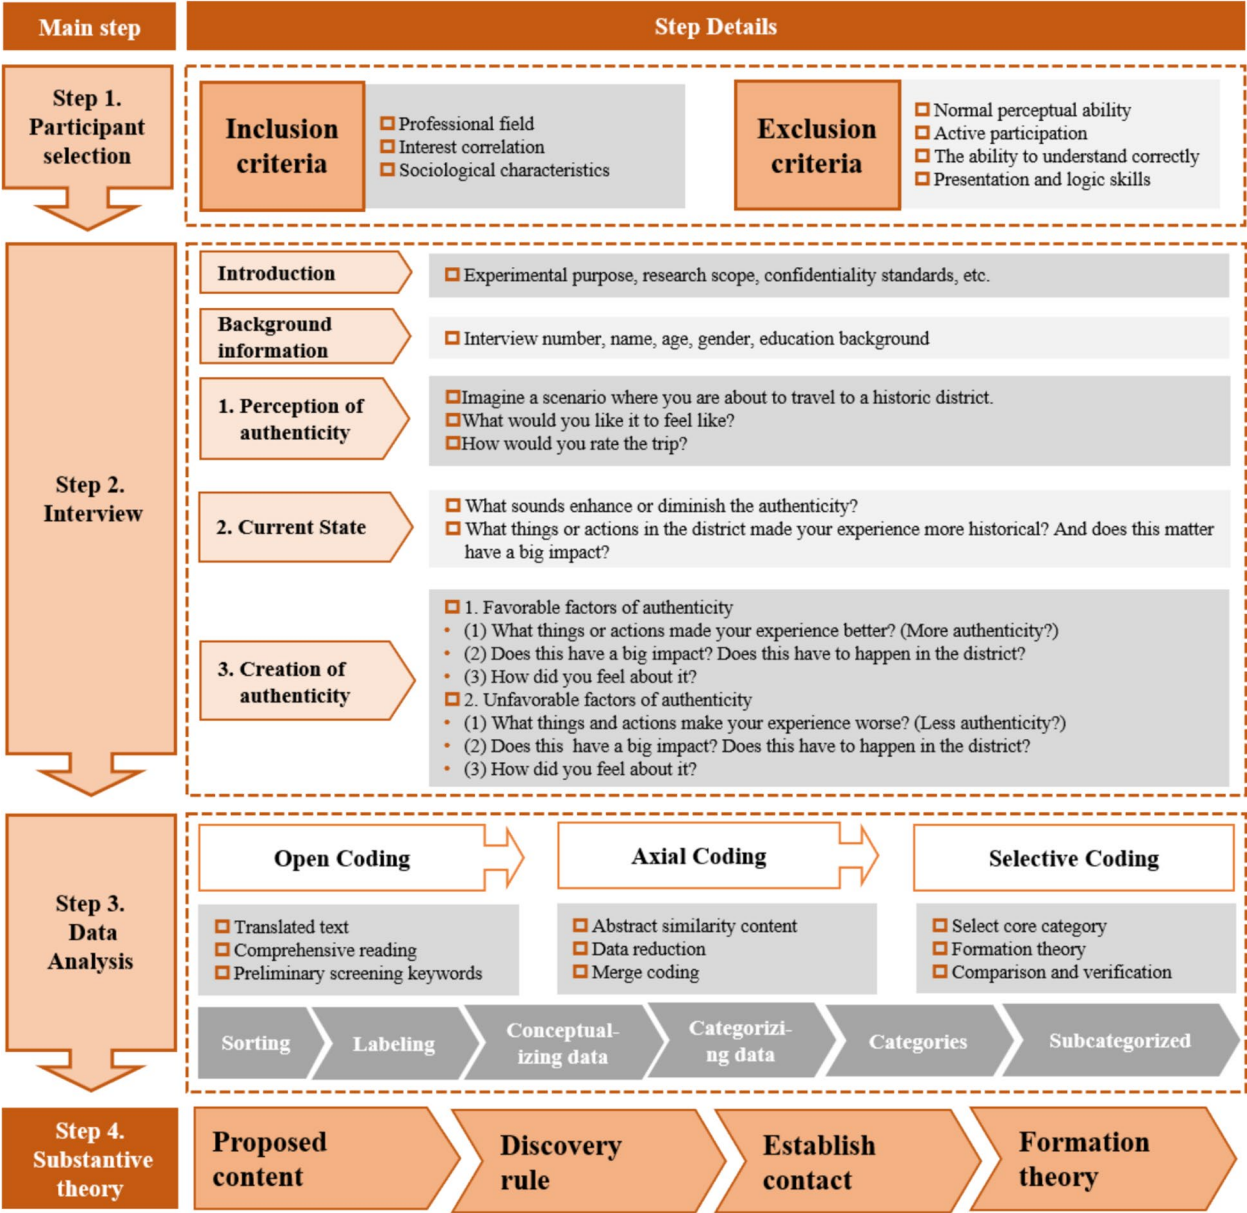 Main step
Step Details
Step 1.
Participant
selection
Inclusion
criteria
Professional field
Interest correlation
Sociological characteristics
Exclusion
criteria
Normal perceptual ability
Active participation
The ability to understand correctly
Presentation and logic skills
Step 2.
Interview
Introduction
Experimental purpose, research scope, confidentiality standards, etc.
Background
information
Interview number, name, age, gender, education background
1. Perception of
authenticity
Imagine a scenario where you are about to travel to a historic district.
What would you like it to feel like?
How would you rate the trip?
2. Current State
What sounds enhance or diminish the authenticity?
What things or actions in the district made your experience more historical? And does this matter
have a big impact?
3. Creation of
authenticity
1. Favorable factors of authenticity
• (1) What things or actions made your experience better? (More authenticity?)
• (2) Does this have a big impact? Does this have to happen in the district?
• (3) How did you feel about it?
2. Unfavorable factors of authenticity
• (1) What things and actions make your experience worse? (Less authenticity?)
• (2) Does this have a big impact? Does this have to happen in the district?
• (3) How did you feel about it?
Step 3.
Data
Analysis
Open Coding
Axial Coding
Selective Coding
Translated text
Comprehensive reading
Preliminary screening keywords
Abstract similarity content
Data reduction
Merge coding
Select core category
Formation theory
Comparison and verification
Sorting
Labeling
Conceptual-
izing data
Categorizi-
ng data
Categories
Subcategorized
Step 4.
Substantive
theory
Proposed
content
Discovery
rule
Establish
contact
Formation
theory